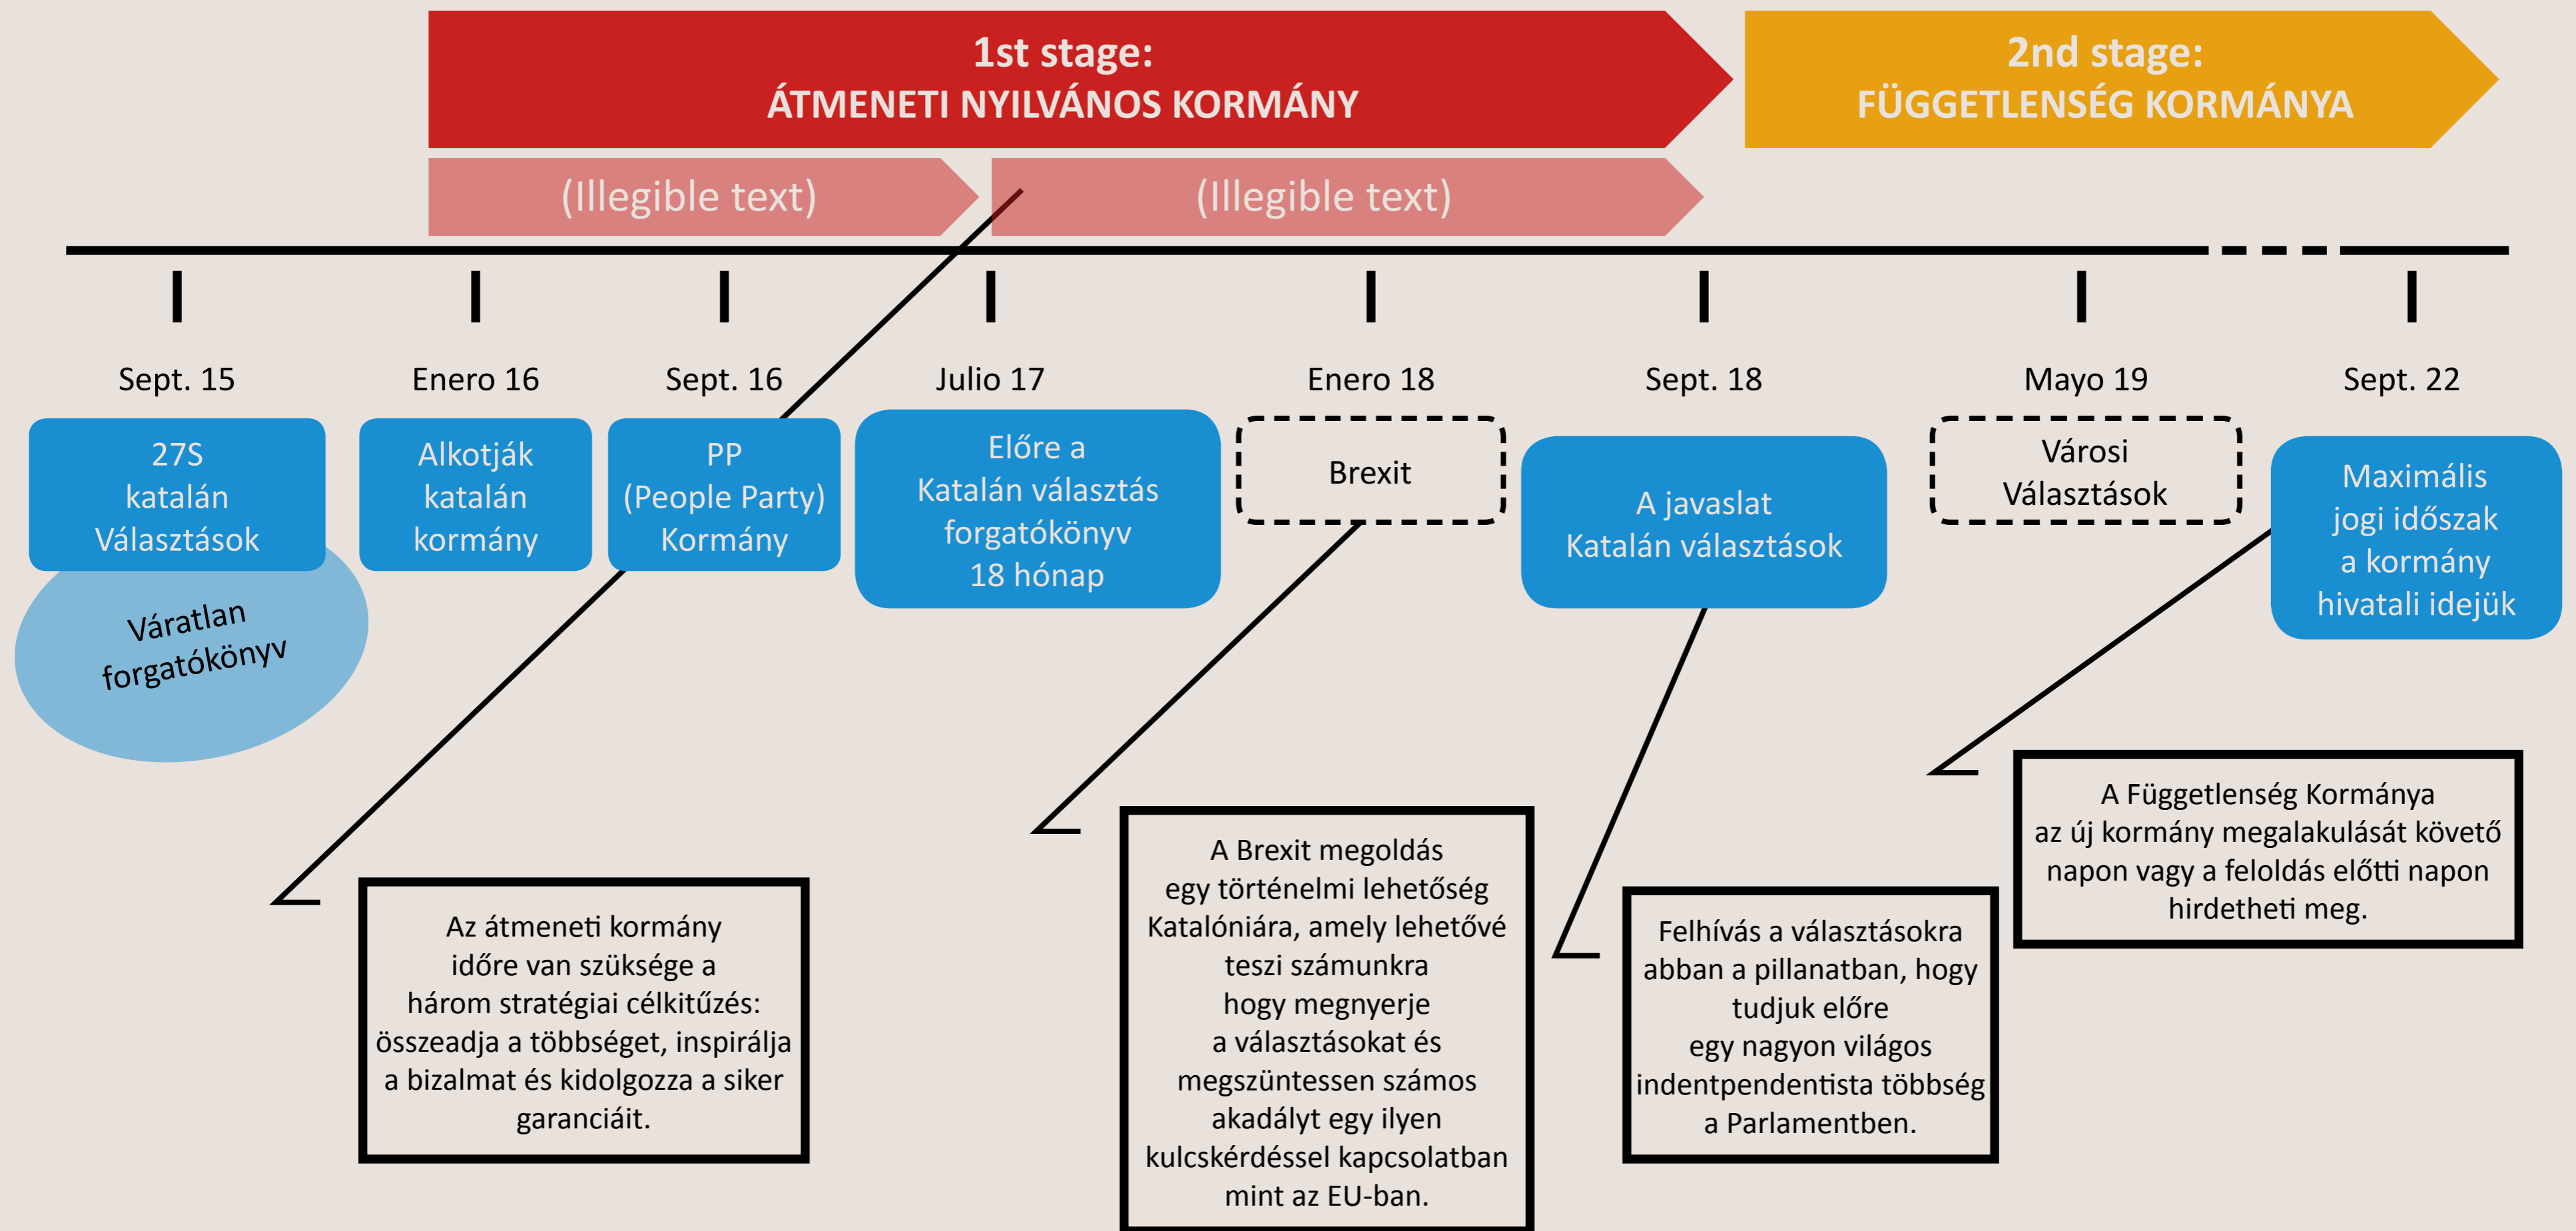 1st stage:
ÁTMENETI NYILVÁNOS KORMÁNY
2nd stage:
FÜGGETLENSÉG KORMÁNYA
(Illegible text)
(Illegible text)
Sept. 15
Enero 16
Sept. 16
Julio 17
Enero 18
Sept. 18
Mayo 19
Sept. 22
27S
katalán
Választások
Váratlan
forgatókönyv
Alkotják
katalán
kormány
PP
(People Party)
Kormány
Előre a
Katalán választás
forgatókönyv
18 hónap
Brexit
A javaslat
Katalán választások
Városi
Választások
Maximális
jogi időszak
a kormány
hivatali idejük
Az átmeneti kormány
időre van szüksége a
három stratégiai célkitűzés:
összeadja a többséget, inspirálja
a bizalmat és kidolgozza a siker
garanciáit.
A Brexit megoldás
egy történelmi lehetőség
Katalóniára, amely lehetővé
teszi számunkra
hogy megnyerje
a választásokat és
megszüntessen számos
akadályt egy ilyen
kulcskérdéssel kapcsolatban
mint az EU-ban.
Felhívás a választásokra
abban a pillanatban, hogy
tudjuk előre
egy nagyon világos
indentpendentista többség
a Parlamentben.
A Függetlenség Kormánya
az új kormány megalakulását követő
napon vagy a feloldás előtti napon
hirdetheti meg.